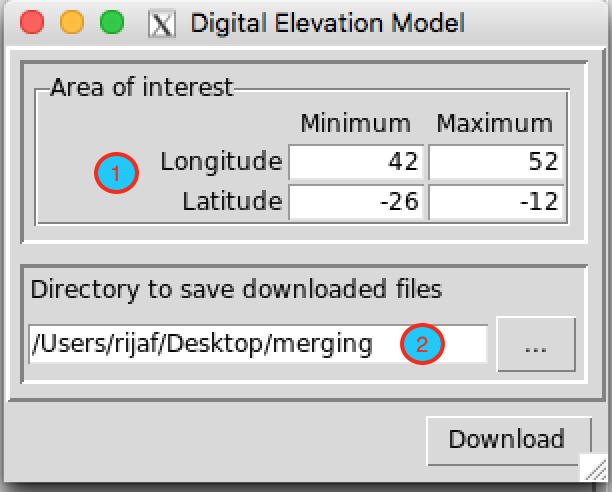 Digital Elevation Model
Area of interest
Minimum Maximum
1 Longitude 42 52
Latitude -26 -12
Directory to save downloaded files
/Users/rijaf/Desktop/merging 2 ...
Download